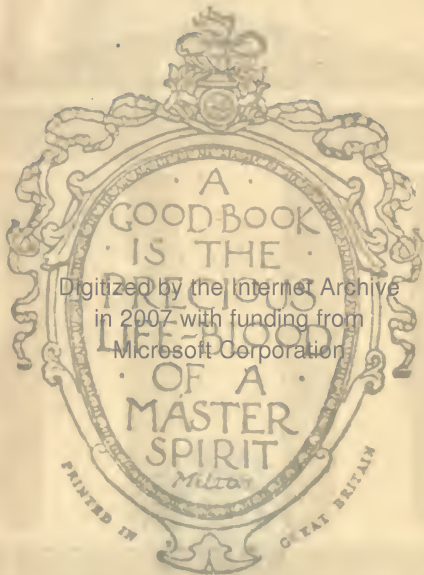 · A ·
GOOD BOOK
· IS THE ·
PRECIOUS
LIFE-BLOOD
· OF A ·
MASTER
SPIRIT
Milton
PRINTED IN GREAT BRITAIN
Digitized by the Internet Archive
in 2007 with funding from
Microsoft Corporation